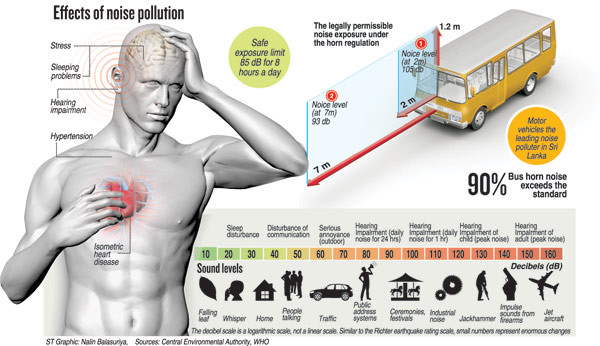 Effects of noise pollution
Stress
Sleeping
problems
Hearing
impairment
Hypertension
Isometric
heart
disease
Safe
exposure limit
85 dB for 8
hours a day
The legally permissible
noise exposure under
the horn regulation
1.2 m
1
Noice level
(at 2m)
105 db
2
Noice level
(at 7m)
93 db
2 m
7 m
Motor
vehicles the
leading noise
polluter in Sri
Lanka
90% Bus horn noise
exceeds the
standard
Sleep
disturbance
Disturbance of
communication
Serious
annoyance
(outdoor)
Hearing
Impairment (daily
noise for 24 hrs)
Hearing
Impairment (daily
noise for 1 hr)
Hearing
Impairment of
child (peak noise)
Hearing
Impairment of
adult (peak noise)
10 20 30 40 50 60 70 80 90 100 110 120 130 140 150 160
Sound levels
Decibels (dB)
Falling
leaf
Whisper
Home
People
talking
Traffic
Public
address
systems
Ceremonies,
festivals
Industrial
noise
Jackhammer
Impulse
sounds from
firearms
Jet
aircraft
The decibel scale is a logarithmic scale, not a linear scale. Similar to the Richter earthquake rating scale, small numbers represent enormous changes
ST Graphic: Nalin Balasuriya, Sources: Central Environmental Authority, WHO